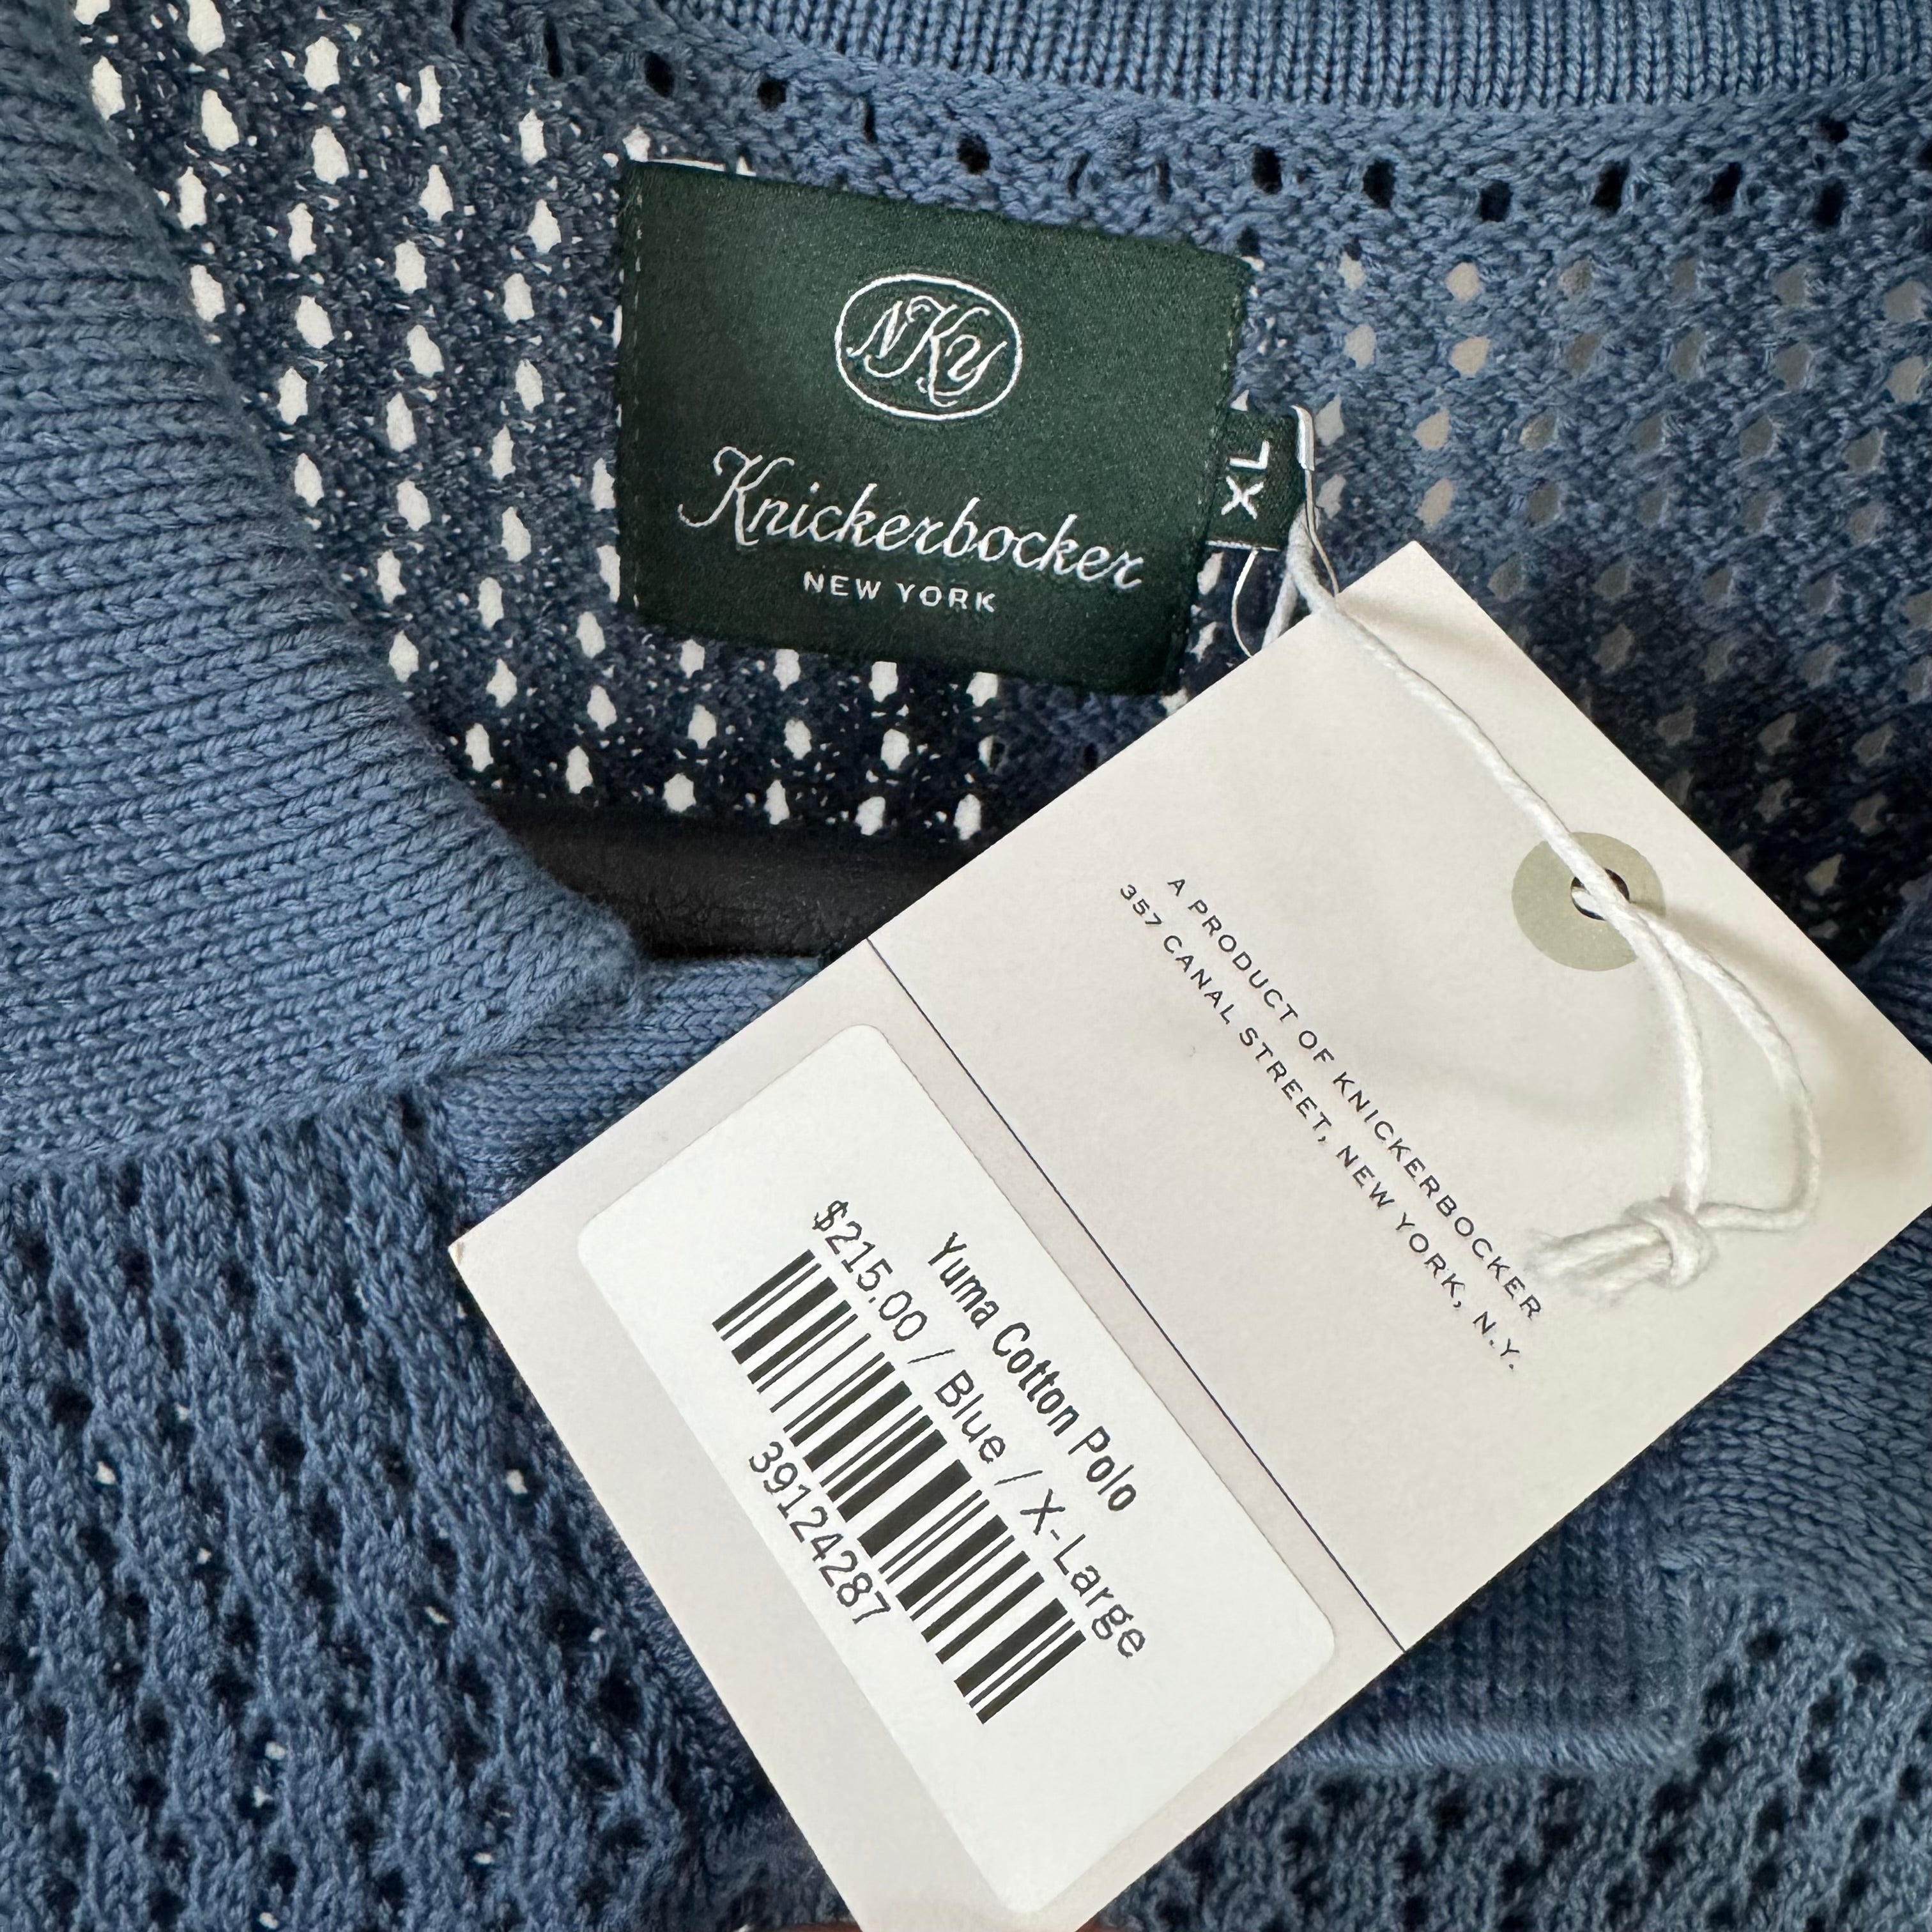 NKY
Knickerbocker
NEW YORK
XL
A PRODUCT OF KNICKERBOCKER
357 CANAL STREET, NEW YORK, N.Y.
Yuma Cotton Polo
$215.00 / Blue / X-Large
39124287